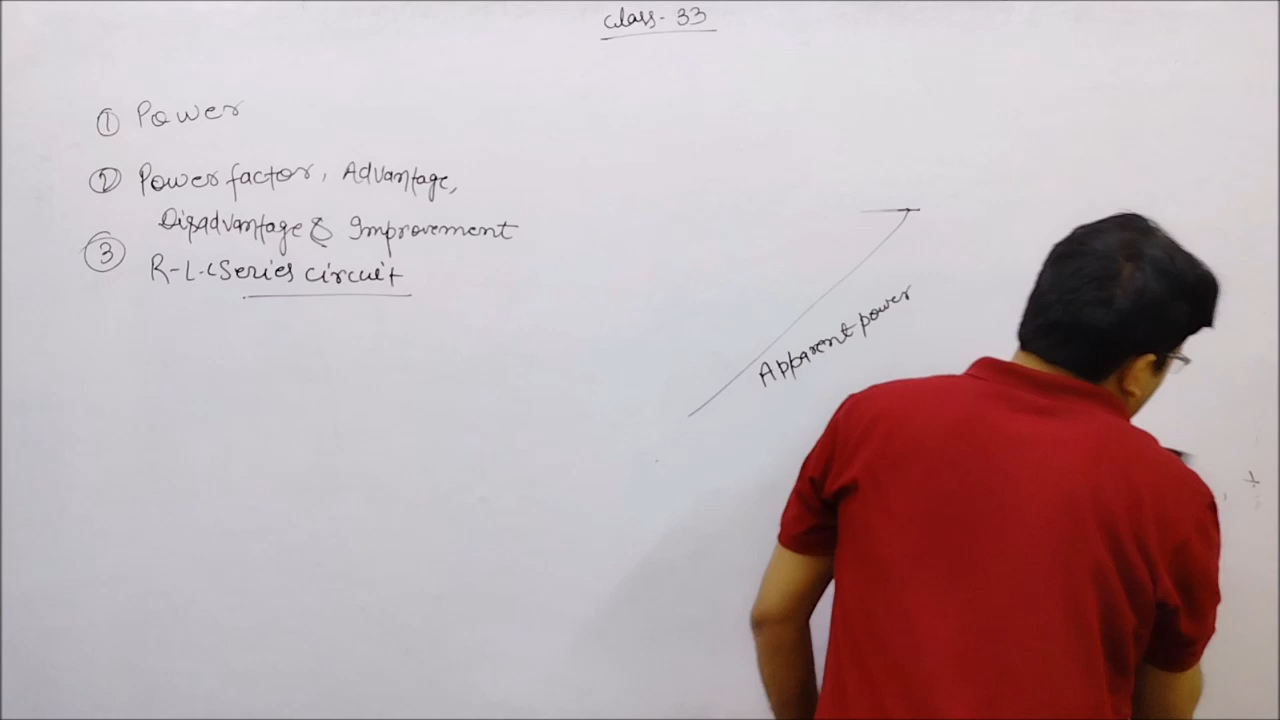 Class-33
① Power
② Power factor, Advantage,
Disadvantage & Improvement
③ R-L-C Series circuit
Apparent power